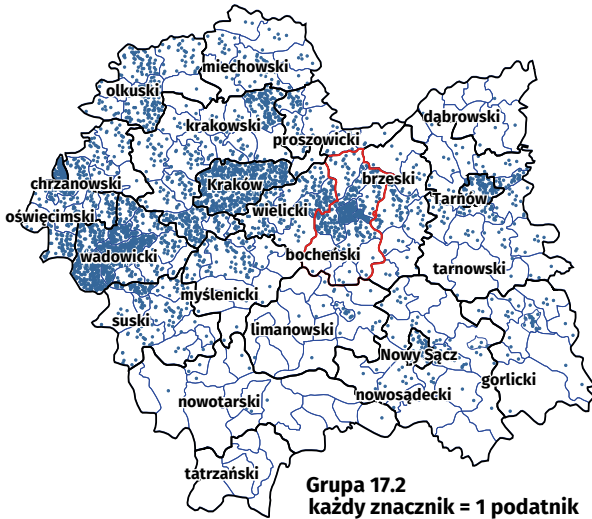 miechowski
olkuski
dąbrowski
krakowski
proszowicki
brzeski
chrzanowski
Kraków
Tarnów
oświęcimski
wielicki
wadowicki
bocheński
tarnowski
myślenicki
suski
limanowski
Nowy Sącz
gorlicki
nowotarski
nowosądecki
tatrzański
Grupa 17.2
każdy znacznik = 1 podatnik